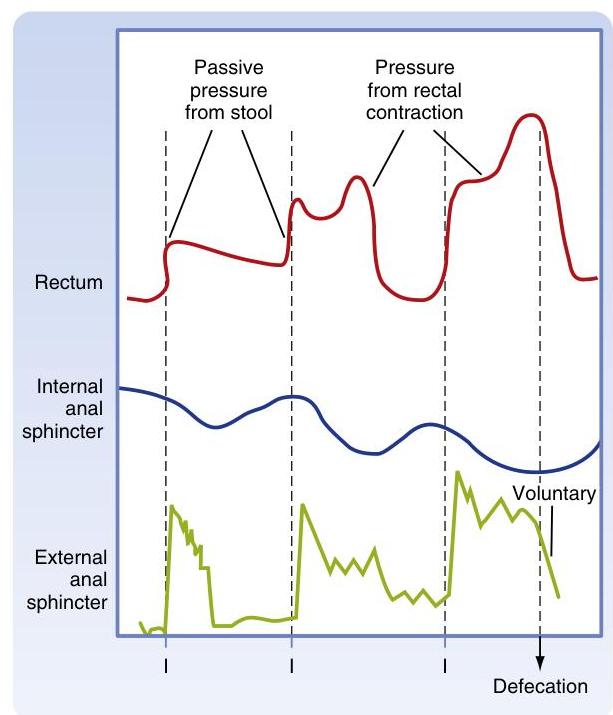 Passive
pressure
from stool
Pressure
from rectal
contraction
Rectum
Internal
anal
sphincter
Voluntary
External
anal
sphincter
Defecation